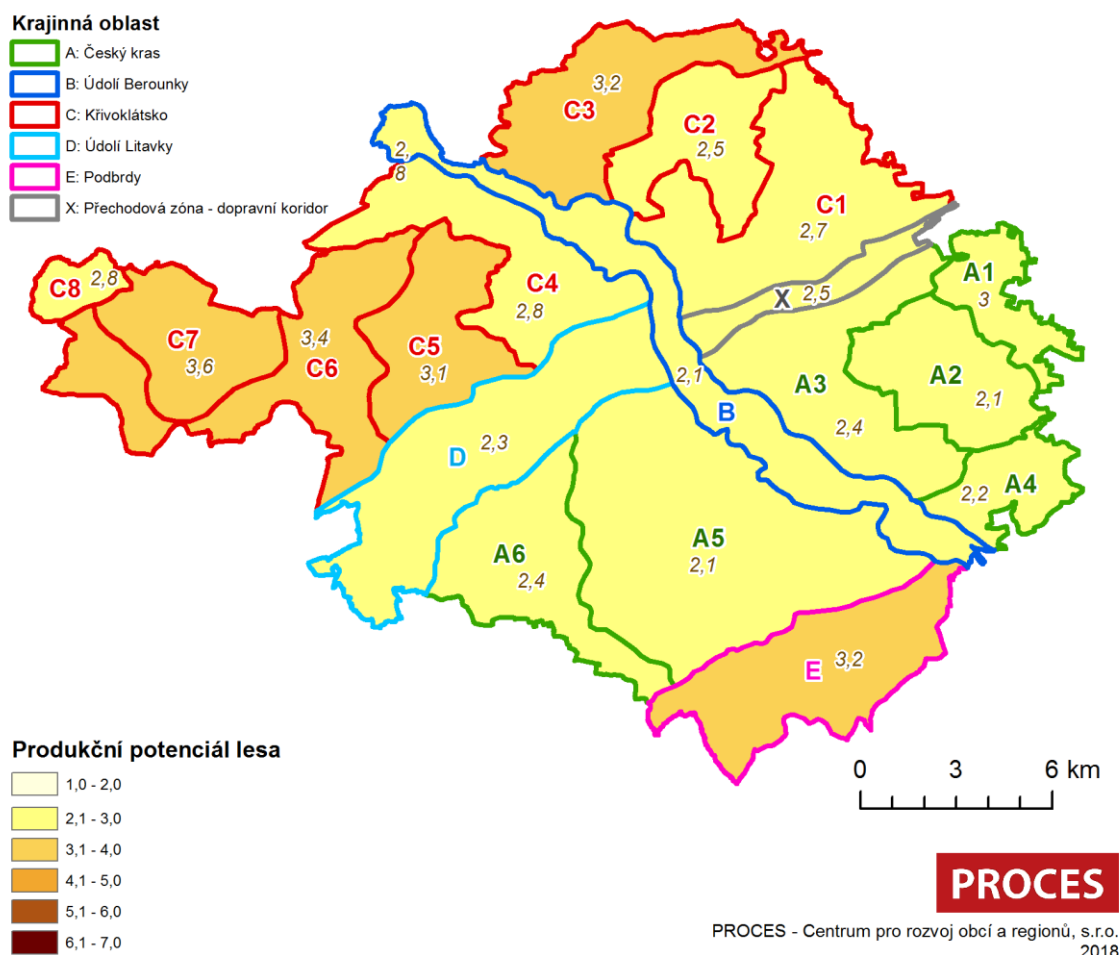 Krajinná oblast
A: Český kras
B: Údolí Berounky
C: Křivoklátsko
D: Údolí Litavky
E: Podbrdy
X: Přechodová zóna - dopravní koridor
C3
3,2
C2
2,5
2,
8
C1
2,7
A1
3
C8
2,8
C4
2,8
X
2,5
C7
3,6
3,4
C6
C5
3,1
2,1
B
A3
2,4
A2
2,1
D
2,3
2,2
A4
A6
2,4
A5
2,1
E
3,2
Produkční potenciál lesa
1,0 - 2,0
2,1 - 3,0
3,1 - 4,0
4,1 - 5,0
5,1 - 6,0
6,1 - 7,0
0 3 6 km
PROCES
PROCES - Centrum pro rozvoj obcí a regionů, s.r.o.
2018